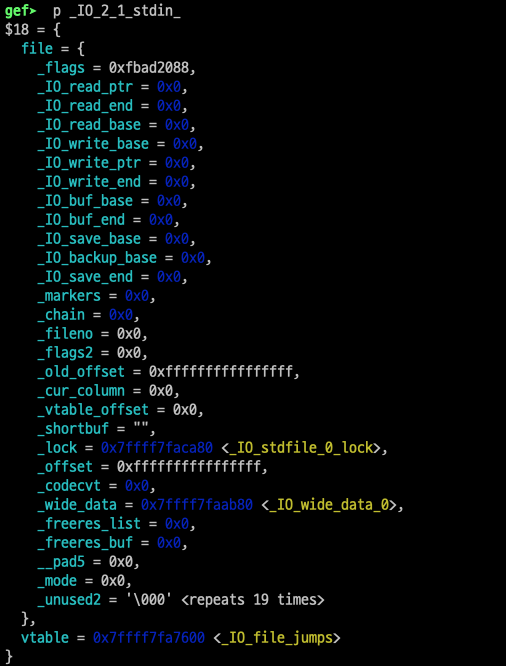 gef➤  p _IO_2_1_stdin_
$18 = {
  file = {
    _flags = 0xfbad2088,
    _IO_read_ptr = 0x0,
    _IO_read_end = 0x0,
    _IO_read_base = 0x0,
    _IO_write_base = 0x0,
    _IO_write_ptr = 0x0,
    _IO_write_end = 0x0,
    _IO_buf_base = 0x0,
    _IO_buf_end = 0x0,
    _IO_save_base = 0x0,
    _IO_backup_base = 0x0,
    _IO_save_end = 0x0,
    _markers = 0x0,
    _chain = 0x0,
    _fileno = 0x0,
    _flags2 = 0x0,
    _old_offset = 0xffffffffffffffff,
    _cur_column = 0x0,
    _vtable_offset = 0x0,
    _shortbuf = "",
    _lock = 0x7ffff7faca80 <_IO_stdfile_0_lock>,
    _offset = 0xffffffffffffffff,
    _codecvt = 0x0,
    _wide_data = 0x7ffff7faab80 <_IO_wide_data_0>,
    _freeres_list = 0x0,
    _freeres_buf = 0x0,
    __pad5 = 0x0,
    _mode = 0x0,
    _unused2 = '\000' <repeats 19 times>
  },
  vtable = 0x7ffff7fa7600 <_IO_file_jumps>
}